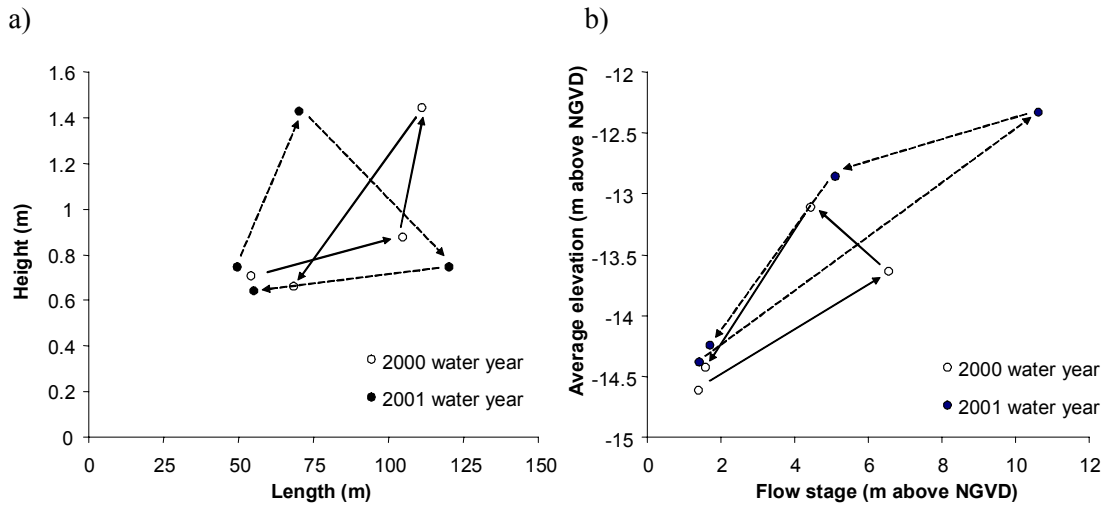 a)
Height (m)
1.6
1.4
1.2
1
0.8
0.6
0.4
0.2
0
0 25 50 75 100 125 150
Length (m)
2000 water year
2001 water year
b)
Average elevation (m above NGVD)
-12
-12.5
-13
-13.5
-14
-14.5
-15
0 2 4 6 8 10 12
Flow stage (m above NGVD)
2000 water year
2001 water year